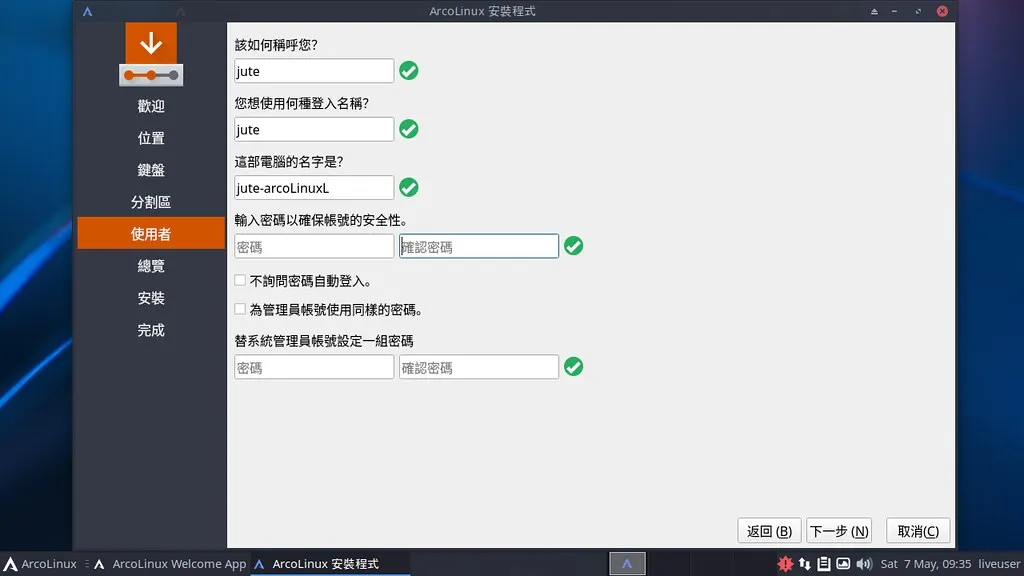 ArcoLinux 安裝程式
歡迎
位置
鍵盤
分割區
使用者
總覽
安裝
完成
該如何稱呼您?
jute
您想使用何種登入名稱?
jute
這部電腦的名字是?
jute-arcoLinuxL
輸入密碼以確保帳號的安全性。
密碼 確認密碼
不詢問密碼自動登入。
為管理員帳號使用同樣的密碼。
替系統管理員帳號設定一組密碼
密碼 確認密碼
返回 (B) 下一步 (N) 取消(C)
ArcoLinux ArcoLinux Welcome App ArcoLinux 安裝程式 Sat 7 May, 09:35 liveuser